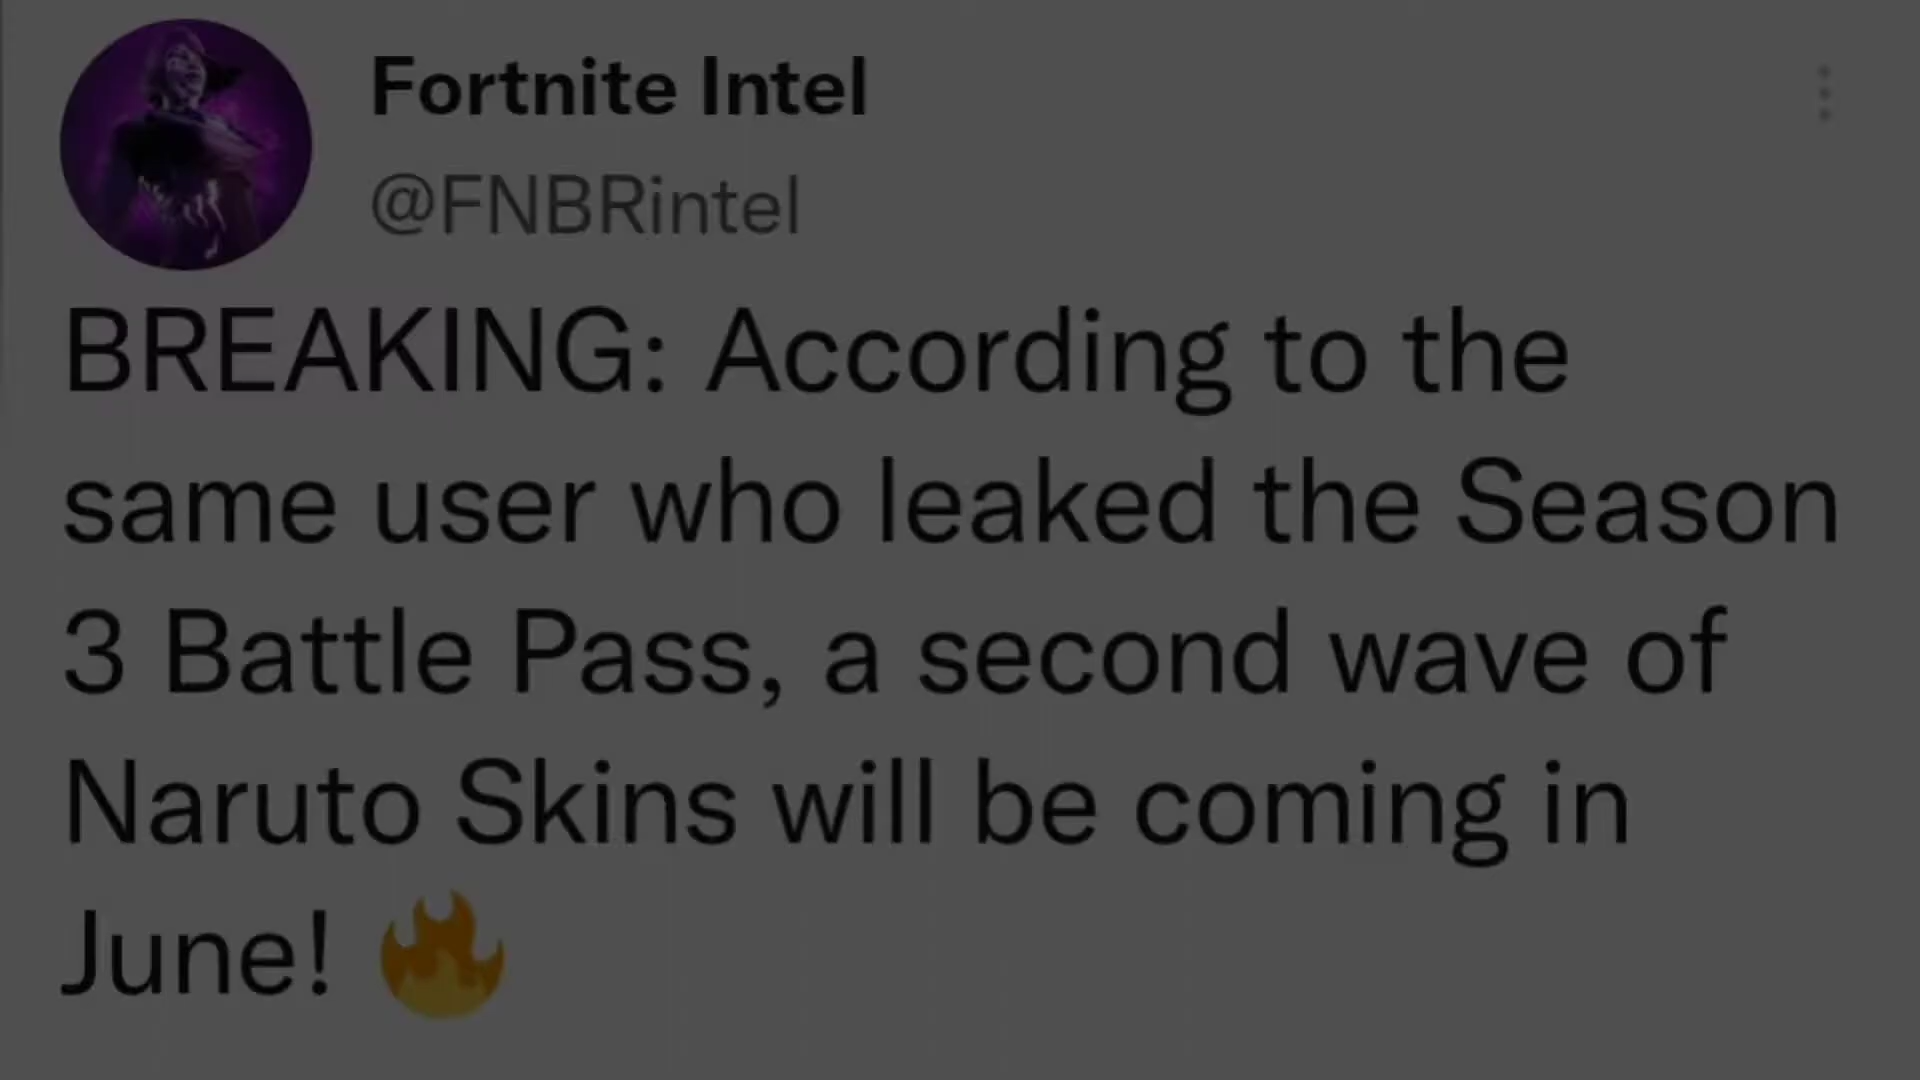 Fortnite Intel
@FNBRintel
BREAKING: According to the
same user who leaked the Season
3 Battle Pass, a second wave of
Naruto Skins will be coming in
June! 🔥